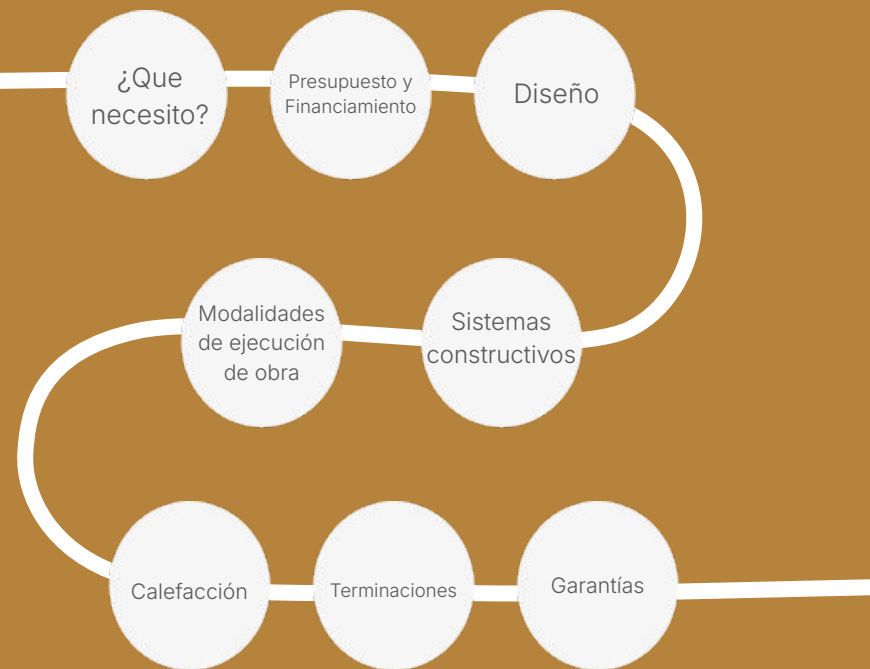 ¿Que
necesito?
Presupuesto y
Financiamiento
Diseño
Sistemas
constructivos
Modalidades
de ejecución
de obra
Calefacción
Terminaciones
Garantías